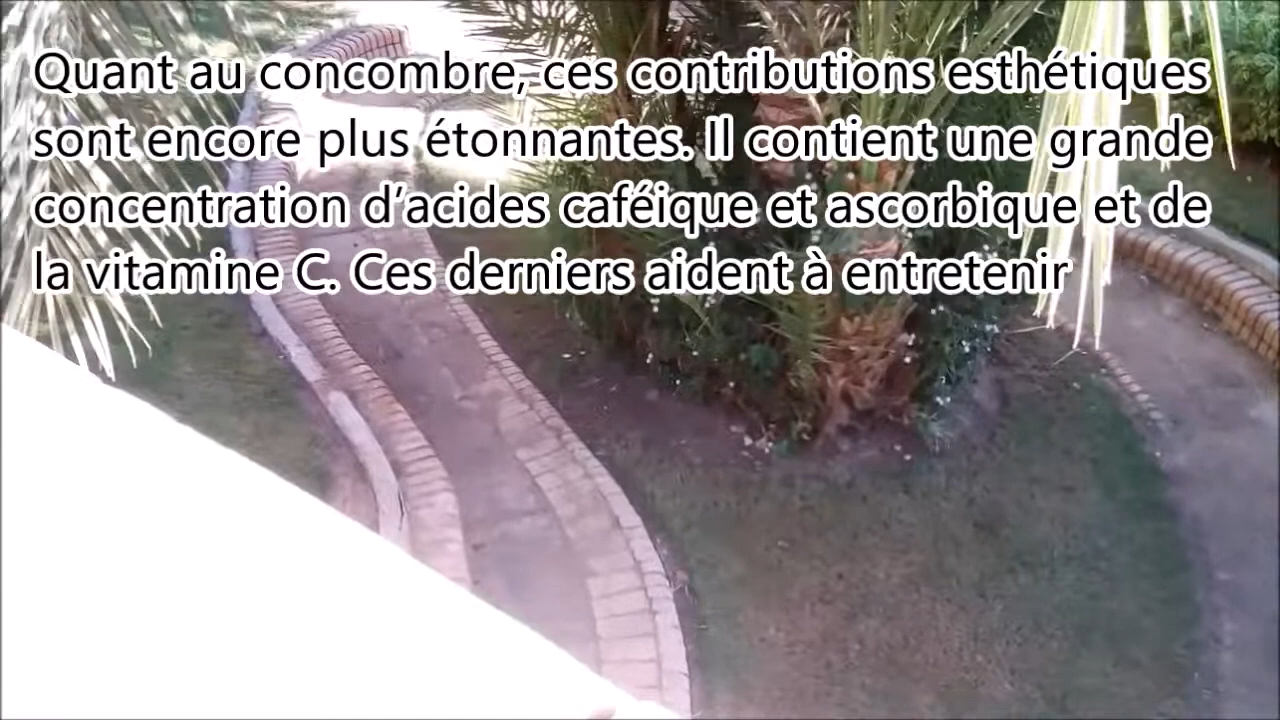 Quant au concombre, ces contributions esthétiques
sont encore plus étonnantes. Il contient une grande
concentration d’acides caféique et ascorbique et de
la vitamine C. Ces derniers aident à entretenir